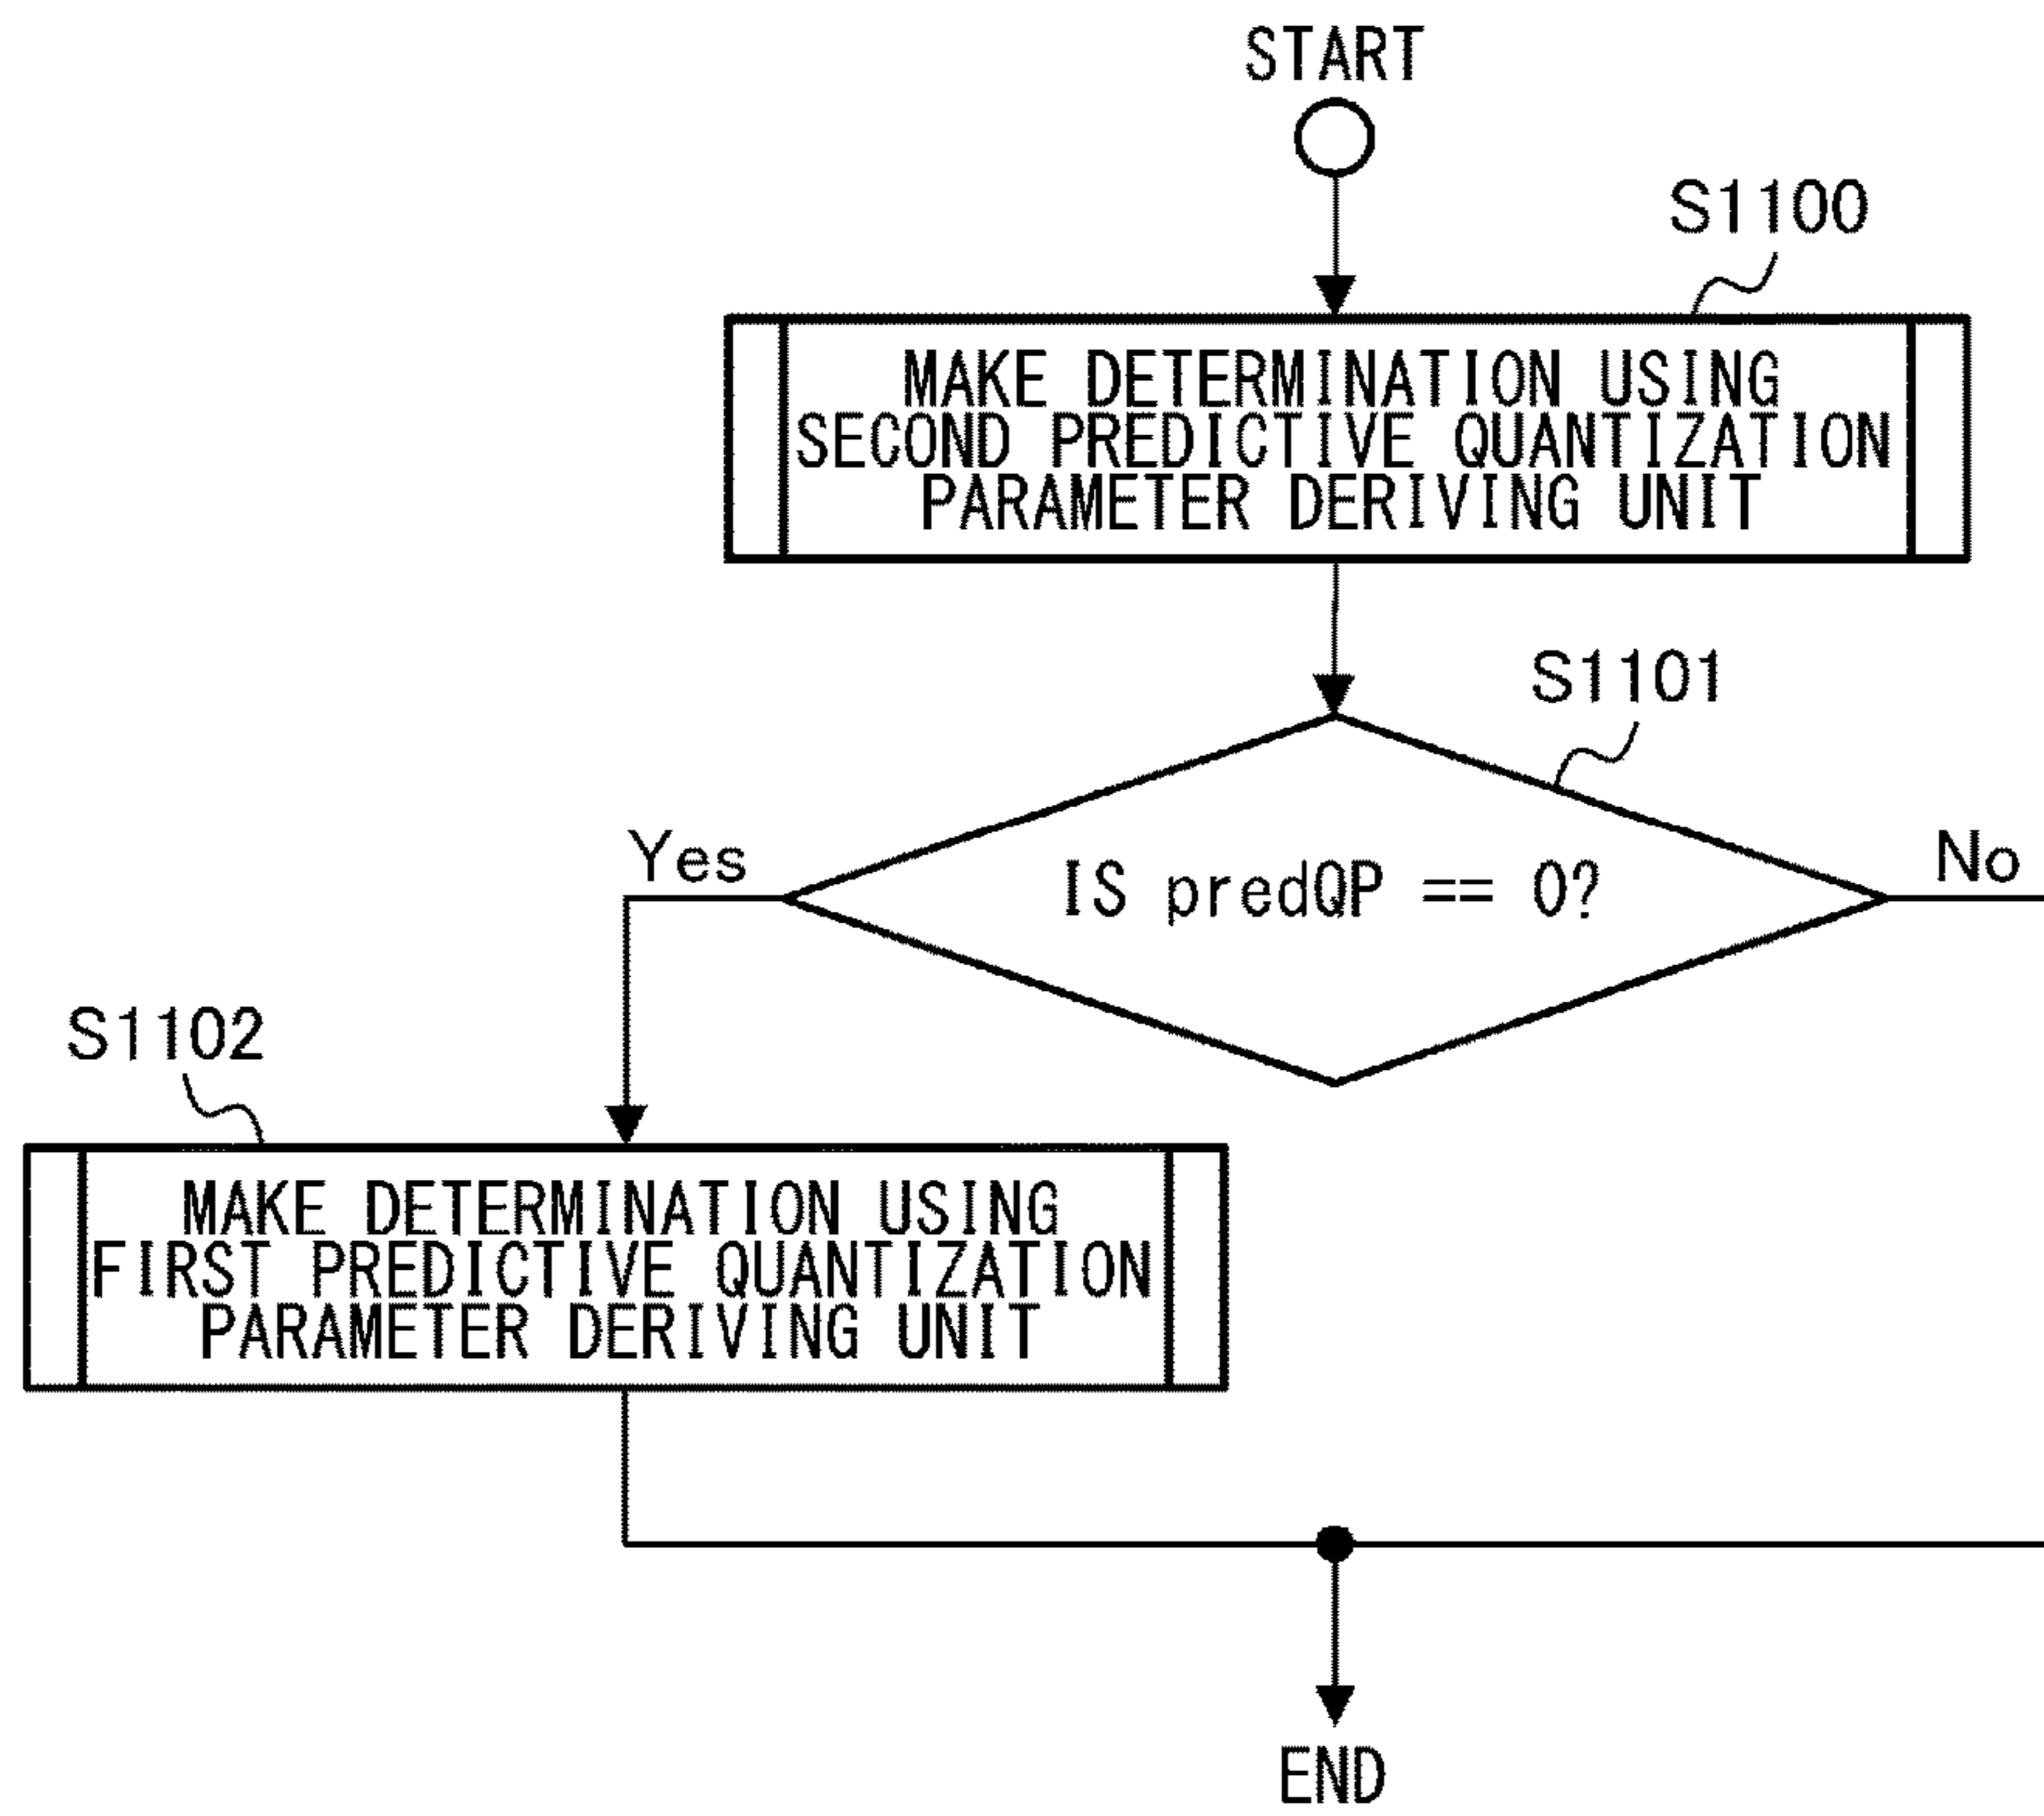 START
S1100
MAKE DETERMINATION USING
SECOND PREDICTIVE QUANTIZATION
PARAMETER DERIVING UNIT
S1101
IS predQP == 0?
Yes
No
S1102
MAKE DETERMINATION USING
FIRST PREDICTIVE QUANTIZATION
PARAMETER DERIVING UNIT
END